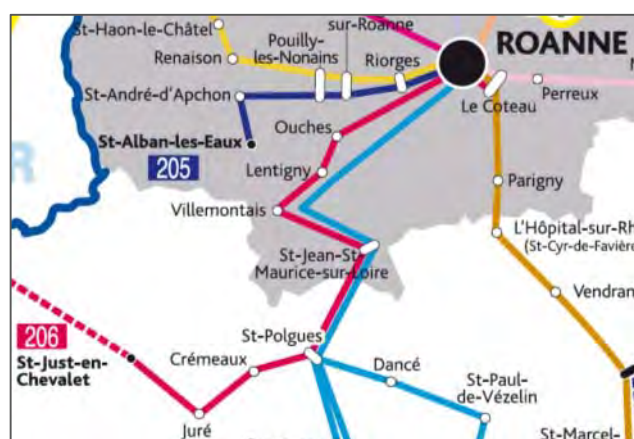 St-Haon-le-Châtel
sur-Roanne
Pouilly-
les-Nonains
ROANNE
Renaison
Riorges
St-André-d'Apchon
Le Coteau
Perreux
Ouches
St-Alban-les-Eaux
205
Lentigny
Parigny
Villemontais
L'Hôpital-sur-Rh
(St-Cyr-de-Favière
St-Jean-St-
Maurice-sur-Loire
Vendran
206
St-Polgues
St-Just-en-
Chevalet
Crémeaux
Dancé
St-Paul-
de-Vézelin
Juré
St-Marcel-